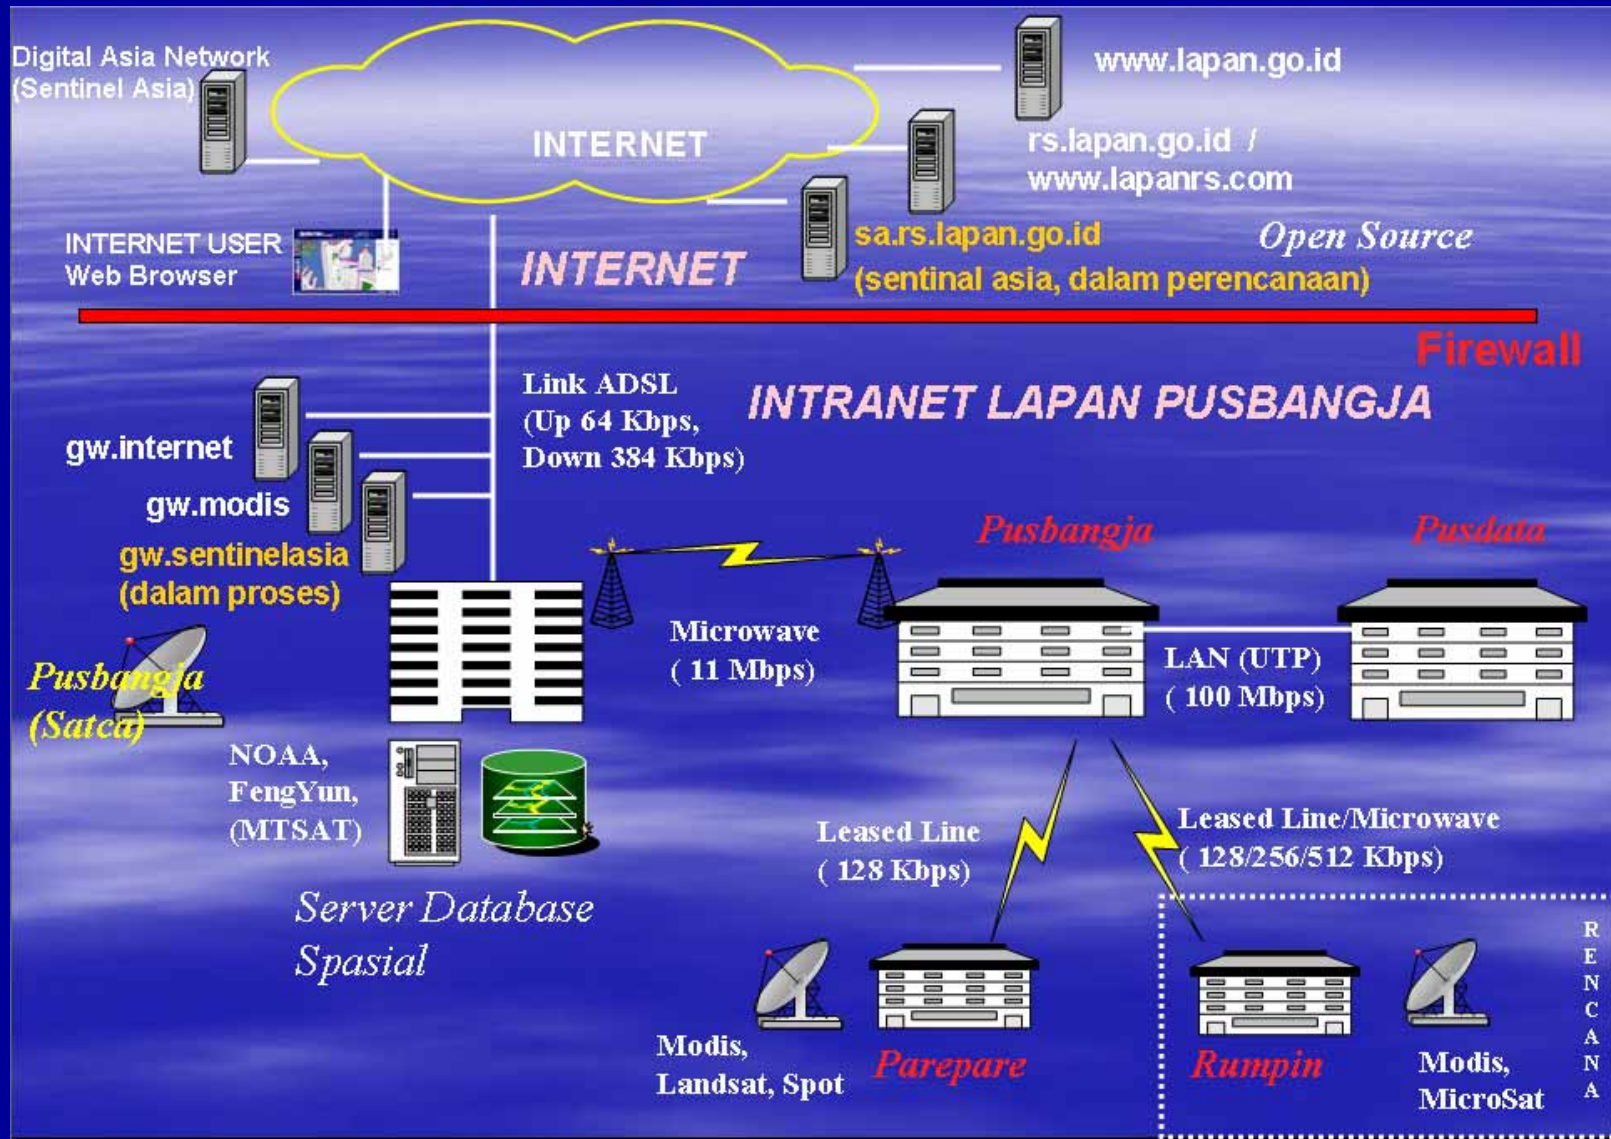 Digital Asia Network
(Sentinel Asia)
www.lapan.go.id
INTERNET
rs.lapan.go.id /
www.lapanrs.com
INTERNET USER
Web Browser
INTERNET
sa.rs.lapan.go.id
(sentinal asia, dalam perencanaan)
Open Source
Firewall
Link ADSL
(Up 64 Kbps,
Down 384 Kbps)
INTRANET LAPAN PUSBANGJA
gw.internet
gw.modis
gw.sentinelasia
(dalam proses)
Pusbangja
Pusdata
Microwave
( 11 Mbps)
LAN (UTP)
( 100 Mbps)
Pusbangja
(Satca)
NOAA,
FengYun,
(MTSAT)
Server Database
Spasial
Leased Line
( 128 Kbps)
Leased Line/Microwave
( 128/256/512 Kbps)
Modis,
Landsat, Spot
Parepare
Rumpin
Modis,
MicroSat
RENCANA